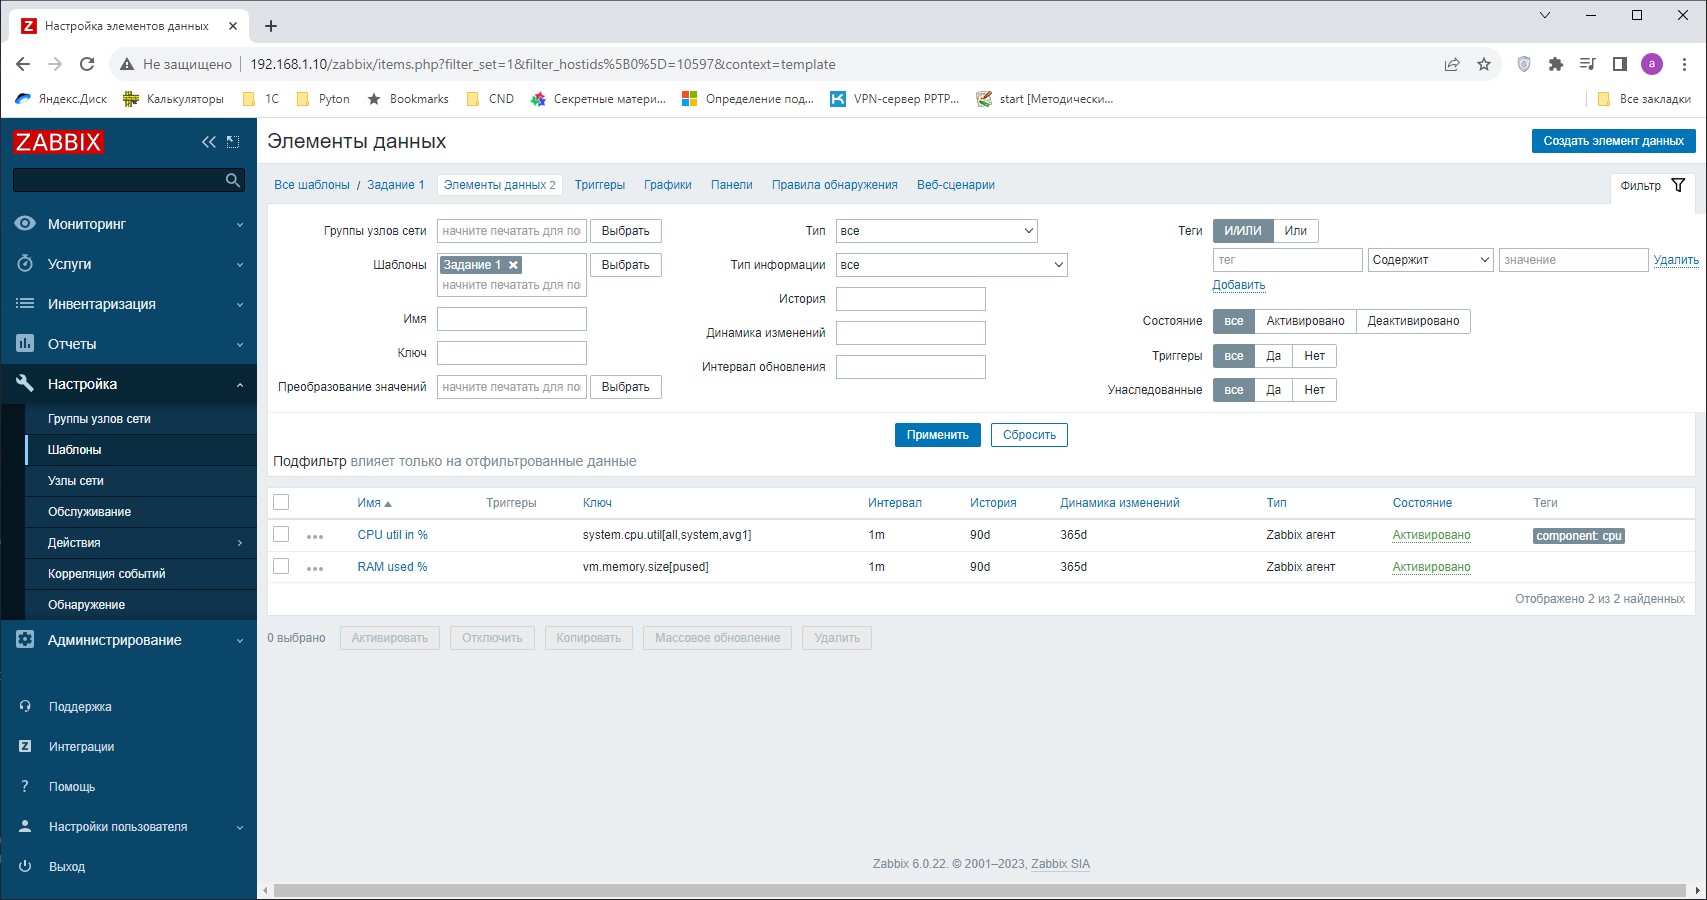 Настройка элементов данных
Не защищено 192.168.1.10/zabbix/items.php?filter_set=1&filter_hostids%5B0%5D=10597&context=template
a
Яндекс.Диск Калькуляторы 1С Pyton Bookmarks CND Секретные матери... Определение под... VPN-сервер PPTP... start [Методически... Все закладки
ZABBIX
Мониторинг
Услуги
Инвентаризация
Отчеты
Настройка
Группы узлов сети
Шаблоны
Узлы сети
Обслуживание
Действия
Корреляция событий
Обнаружение
Администрирование
Поддержка
Z Интеграции
? Помощь
Настройки пользователя
Выход
Элементы данных
Создать элемент данных
Все шаблоны / Задание 1 Элементы данных 2 Триггеры Графики Панели Правила обнаружения Веб-сценарии
Фильтр
Группы узлов сети начните печатать для пои Выбрать
Шаблоны Задание 1 Выбрать
начните печатать для пои
Имя
Ключ
Преобразование значений начните печатать для пои Выбрать
Тип все
Тип информации все
История
Динамика изменений
Интервал обновления
Теги И/ИЛИ Или
тег Содержит значение Удалить
Добавить
Состояние все Активировано Деактивировано
Триггеры все Да Нет
Унаследованные все Да Нет
Применить Сбросить
Подфильтр влияет только на отфильтрованные данные
Имя Триггеры Ключ Интервал История Динамика изменений Тип Состояние Теги
CPU util in % system.cpu.util[all,system,avg1] 1m 90d 365d Zabbix агент Активировано component: cpu
RAM used % vm.memory.size[pused] 1m 90d 365d Zabbix агент Активировано
Отображено 2 из 2 найденных
0 выбрано Активировать Отключить Копировать Массовое обновление Удалить
Zabbix 6.0.22. © 2001–2023, Zabbix SIA